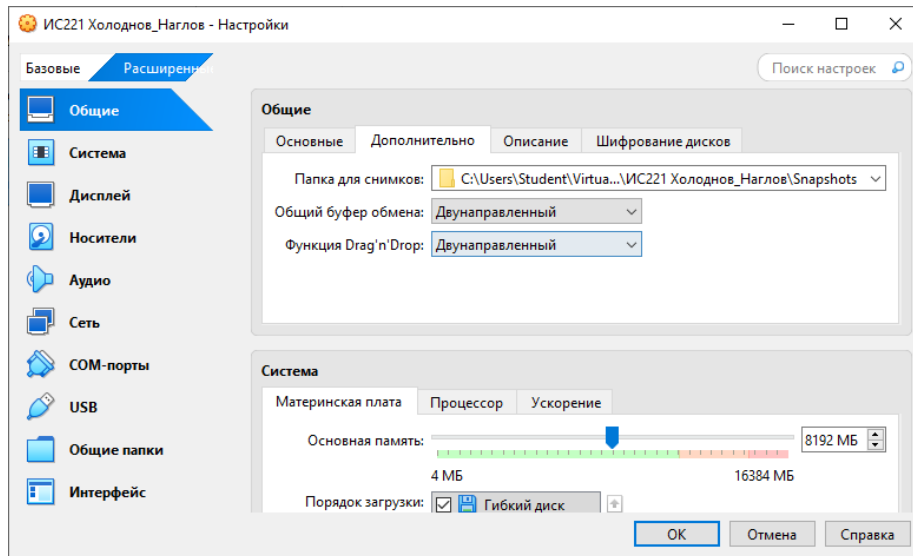 ИС221 Холоднов_Наглов - Настройки
Базовые
Расширенны
Поиск настроек
Общие
Система
Дисплей
Носители
Аудио
Сеть
COM-порты
USB
Общие папки
Интерфейс
Общие
Основные Дополнительно Описание Шифрование дисков
Папка для снимков: C:\Users\Student\Virtua...\ИС221 Холоднов_Наглов\Snapshots
Общий буфер обмена: Двунаправленный
Функция Drag'n'Drop: Двунаправленный
Система
Материнская плата Процессор Ускорение
Основная память: 8192 МБ
4 МБ 16384 МБ
Порядок загрузки: Гибкий диск
OK Отмена Справка